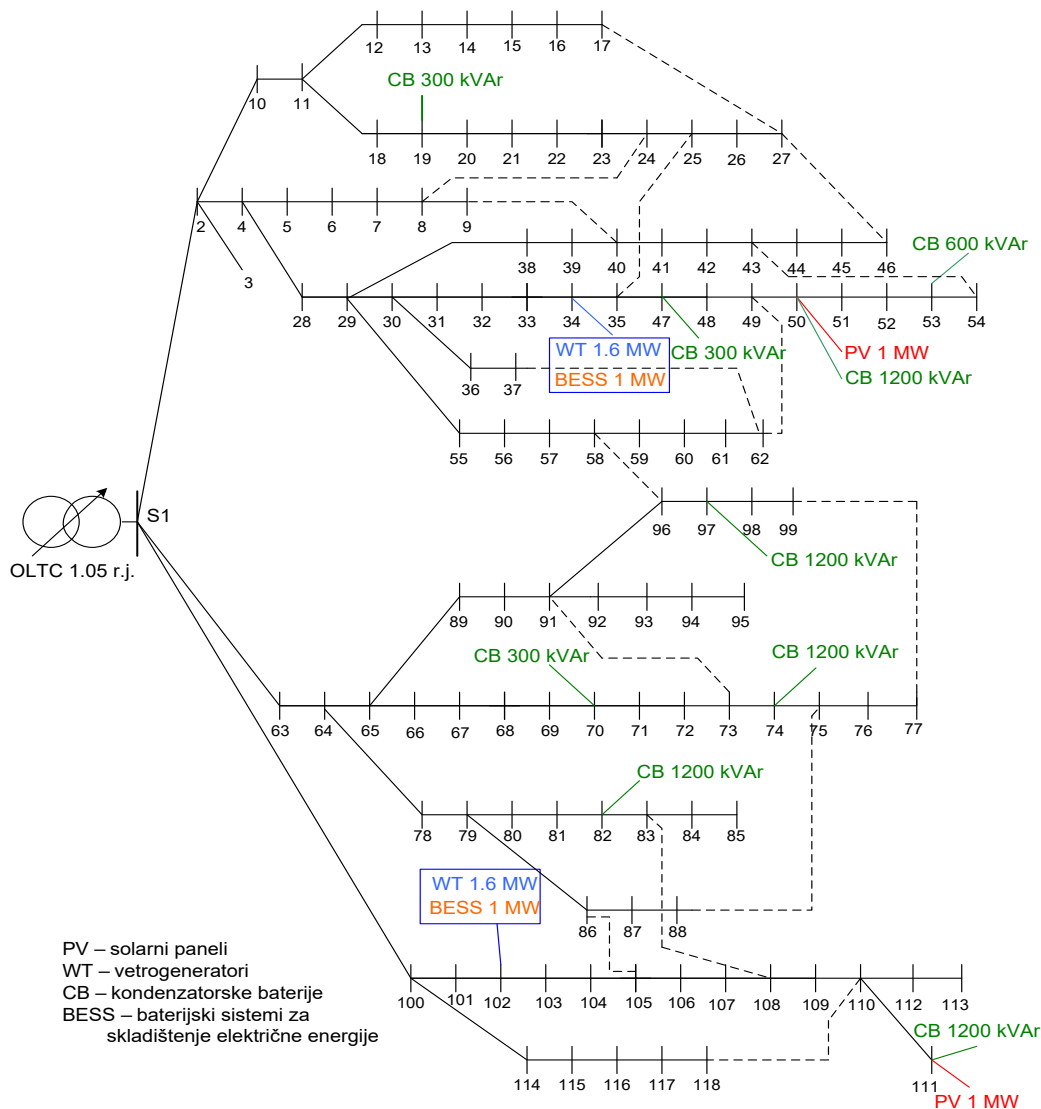 12 13 14 15 16 17
CB 300 kVAr
10 11
18 19 20 21 22 23 24 25 26 27
2 4 5 6 7 8 9
3
CB 600 kVAr
38 39 40 41 42 43 44 45 46
28 29 30 31 32 33 34 35 47 48 49 50 51 52 53 54
WT 1.6 MW
BESS 1 MW
CB 300 kVAr
PV 1 MW
CB 1200 kVAr
36 37
55 56 57 58 59 60 61 62
S1
OLTC 1.05 r.j.
96 97 98 99
CB 1200 kVAr
89 90 91 92 93 94 95
CB 300 kVAr
CB 1200 kVAr
63 64 65 66 67 68 69 70 71 72 73 74 75 76 77
CB 1200 kVAr
78 79 80 81 82 83 84 85
WT 1.6 MW
BESS 1 MW
86 87 88
PV – solarni paneli
WT – vetrogeneratori
CB – kondenzatorske baterije
BESS – baterijski sistemi za
skladištenje električne energije
100 101 102 103 104 105 106 107 108 109 110 112 113
CB 1200 kVAr
114 115 116 117 118
111
PV 1 MW